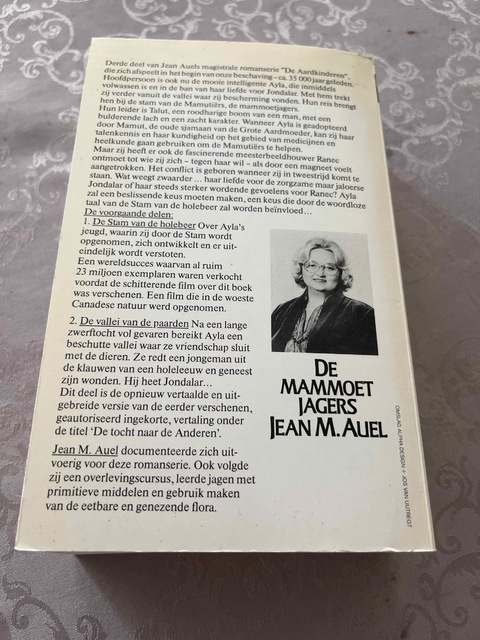 Derde deel van Jean Auels magistrale romanserie "De Aardkinderen",
die zich afspeelt in het begin van onze beschaving – ca. 35 000 jaar geleden.
Hoofdpersoon is ook nu de mooie intelligente Ayla, die inmiddels
volwassen is en in de ban van haar liefde voor Jondalar. Met hem trekt
zij verder vanuit de vallei waar zij bescherming vonden. Hun reis brengt
hen bij de stam van de Mamutiërs, de mammoetjagers.
Hun leider is Talut, een roodharige boom van een man, met een
bulderende lach en een zacht karakter. Wanneer Ayla is geadopteerd
door Mamut, de oude sjamaan van de Grote Aardmoeder, kan zij haar
talenkennis en haar kundigheid op het gebied van medicijnen en
heelkunde gaan gebruiken om de Mamutiërs te helpen.
Maar zij heeft er ook de fascinerende meesterbeeldhouwer Ranec
ontmoet tot wie zij zich – tegen haar wil – als door een magneet voelt
aangetrokken. Het conflict is geboren wanneer zij in tweestrijd komt te
staan. Wat weegt zwaarder ... haar liefde voor de zorgzame maar jaloerse
Jondalar of haar steeds sterker wordende gevoelens voor Ranec? Ayla
zal een beslissende keus moeten maken, een keus die door de woordloze
taal van de Stam van de holebeer zal worden beïnvloed...
De voorgaande delen:
1. De Stam van de holebeer Over Ayla's
jeugd, waarin zij door de Stam wordt
opgenomen, zich ontwikkelt en er uit-
eindelijk wordt verstoten.
Een wereldsucces waarvan al ruim
23 miljoen exemplaren waren verkocht
voordat de schitterende film over dit boek
was verschenen. Een film die in de woeste
Canadese natuur werd opgenomen.
2. De vallei van de paarden Na een lange
zwerftocht vol gevaren bereikt Ayla een
beschutte vallei waar ze vriendschap sluit
met de dieren. Ze redt een jongeman uit
de klauwen van een holeleeuw en geneest
zijn wonden. Hij heet Jondalar...
Dit deel is de opnieuw vertaalde en uit-
gebreide versie van de eerder verschenen,
geautoriseerd ingekorte, vertaling onder
de titel 'De tocht naar de Anderen'.
Jean M. Auel documenteerde zich uit-
voerig voor deze romanserie. Ook volgde
zij een overlevingscursus, leerde jagen met
primitieve middelen en gebruik maken
van de eetbare en genezende flora.
DE
MAMMOET
JAGERS
JEAN M. AUEL
OMSLAG ALPHA DESIGN + JOS VAN UIJTREGT